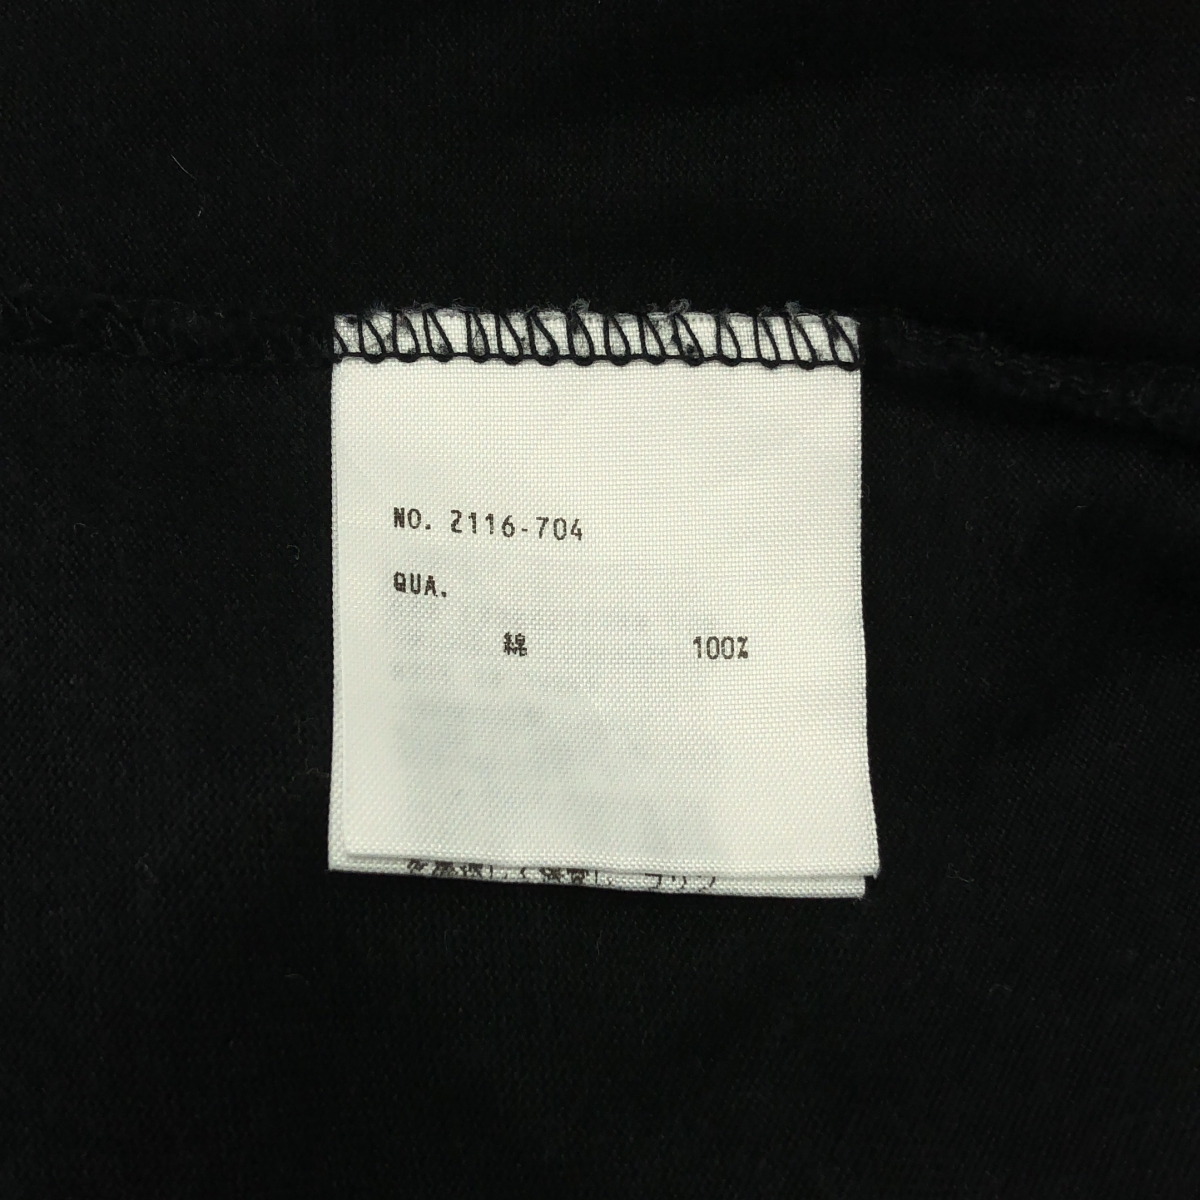 NO. 2116-704
QUA.
綿 100%